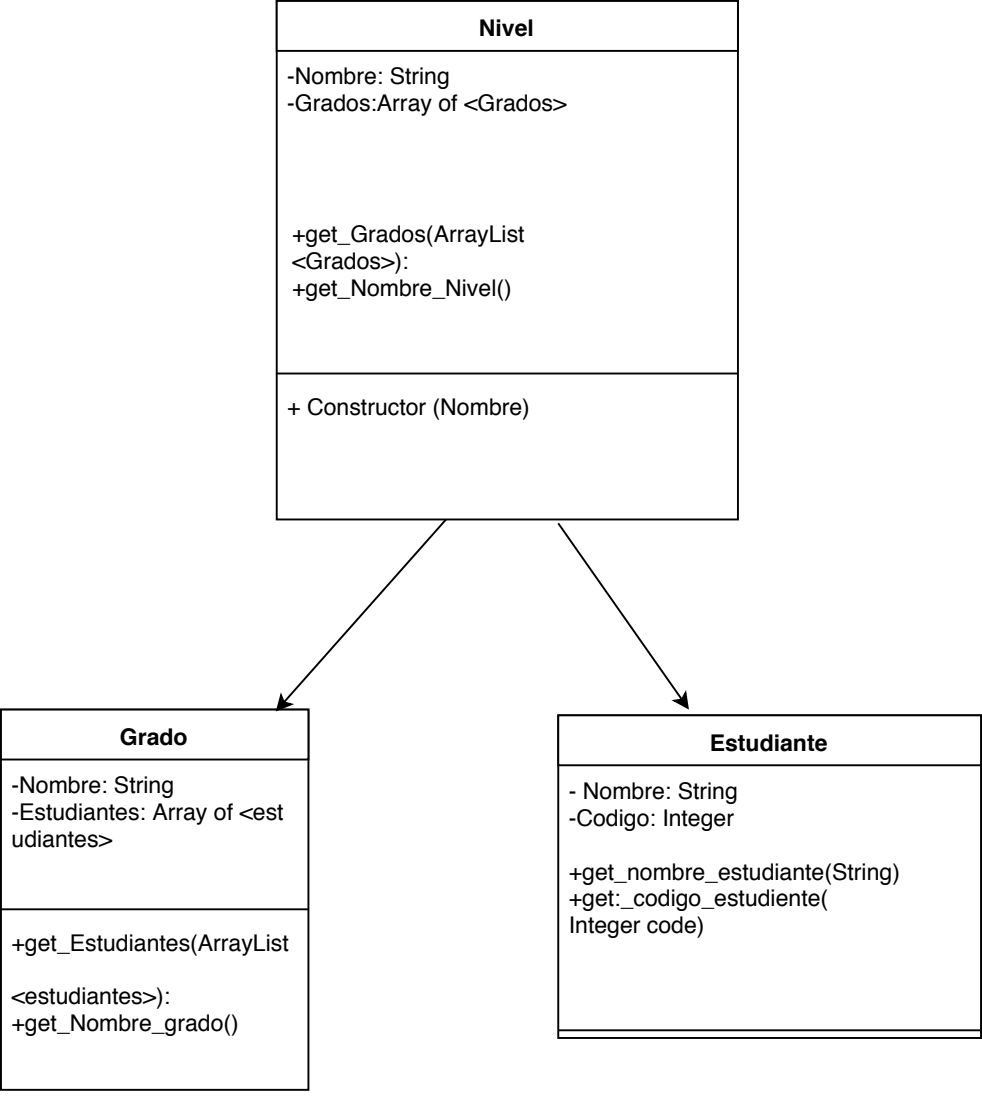 Nivel
-Nombre: String
-Grados:Array of <Grados>
+get_Grados(ArrayList
<Grados>):
+get_Nombre_Nivel()
+ Constructor (Nombre)
Grado
-Nombre: String
-Estudiantes: Array of <est
udiantes>
+get_Estudiantes(ArrayList
<estudiantes>):
+get_Nombre_grado()
Estudiante
- Nombre: String
-Codigo: Integer
+get_nombre_estudiante(String)
+get:_codigo_estudiente(
Integer code)